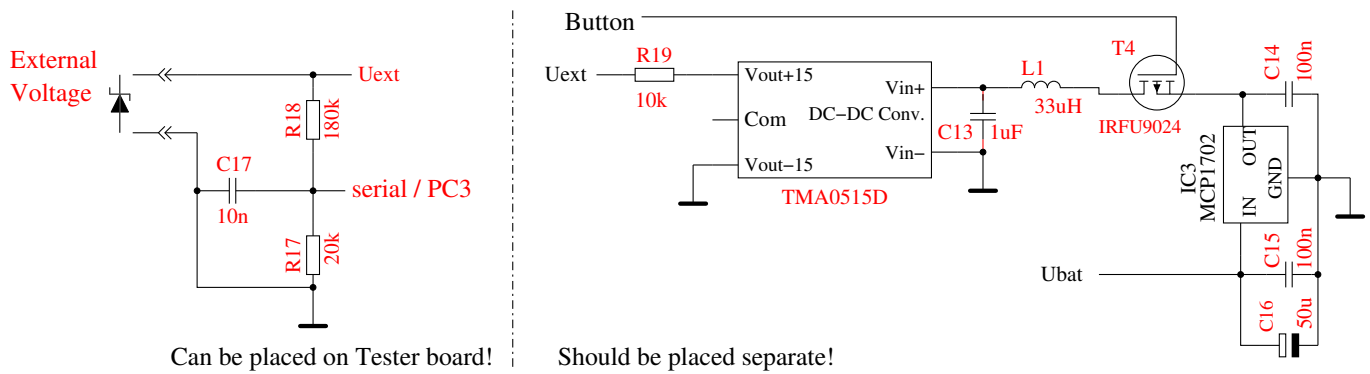 External
Voltage
Uext
R18
180k
C17
10n
serial / PC3
R17
20k
Can be placed on Tester board!
Button
Uext
R19
10k
Vout+15
Com
Vout−15
Vin+
DC−DC Conv.
Vin−
TMA0515D
C13
1uF
L1
33uH
T4
IRFU9024
C14
100n
IC3
MCP1702
OUT
GND
IN
C15
100n
Ubat
C16
50u
Should be placed separate!